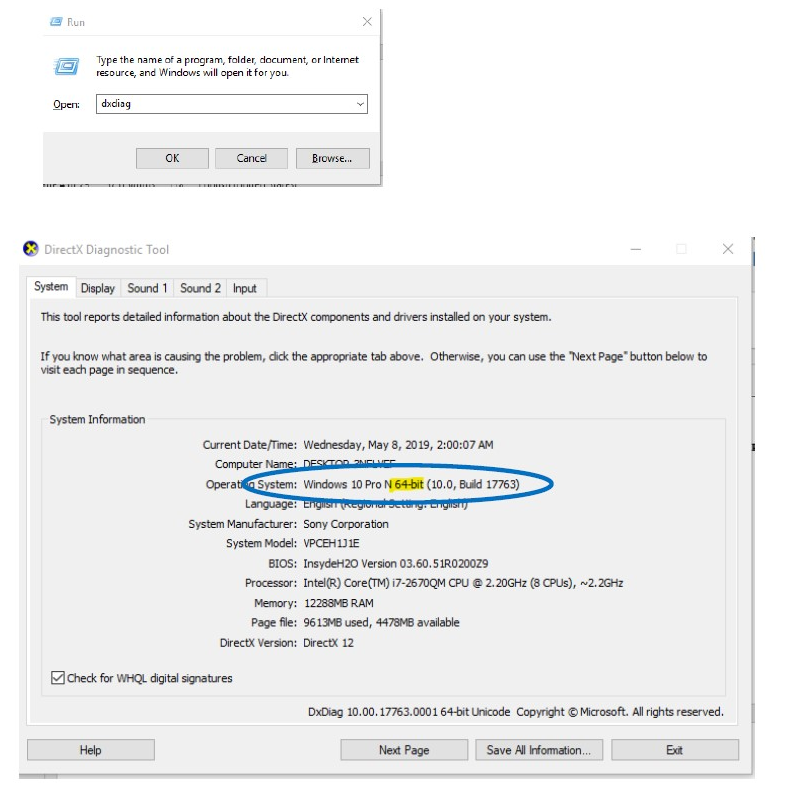 Run
Type the name of a program, folder, document, or Internet
resource, and Windows will open it for you.
Open: dxdiag
OK Cancel Browse...
DirectX Diagnostic Tool
System Display Sound 1 Sound 2 Input
This tool reports detailed information about the DirectX components and drivers installed on your system.
If you know what area is causing the problem, click the appropriate tab above. Otherwise, you can use the "Next Page" button below to
visit each page in sequence.
System Information
Current Date/Time: Wednesday, May 8, 2019, 2:00:07 AM
Computer Name:
Operating System: Windows 10 Pro N 64-bit (10.0, Build 17763)
Language: English (Regional Setting: English)
System Manufacturer: Sony Corporation
System Model: VPCEH1J1E
BIOS: InsydeH2O Version 03.60.51R0200Z9
Processor: Intel(R) Core(TM) i7-2670QM CPU @ 2.20GHz (8 CPUs), ~2.2GHz
Memory: 12288MB RAM
Page file: 9613MB used, 4478MB available
DirectX Version: DirectX 12
Check for WHQL digital signatures
DxDiag 10.00.17763.0001 64-bit Unicode Copyright © Microsoft. All rights reserved.
Help Next Page Save All Information... Exit